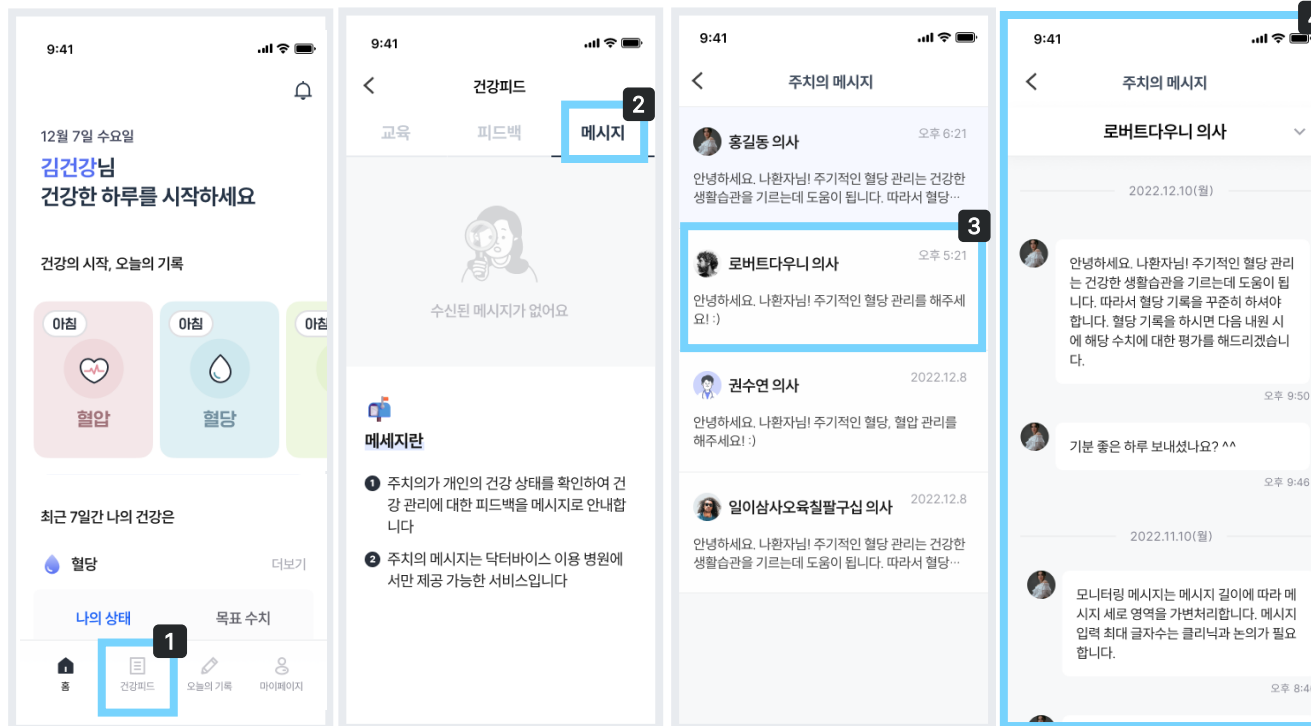 9:41
12월 7일 수요일
김건강님
건강한 하루를 시작하세요
건강의 시작, 오늘의 기록
아침
아침
아침
혈압
혈당
최근 7일간 나의 건강은
혈당
더보기
나의 상태
목표 수치
1
홈
건강피드
오늘의 기록
마이페이지
9:41
건강피드
2
교육
피드백
메시지
수신된 메시지가 없어요
메세지란
1 주치의가 개인의 건강 상태를 확인하여 건
강 관리에 대한 피드백을 메시지로 안내합
니다
2 주치의 메시지는 닥터바이스 이용 병원에
서만 제공 가능한 서비스입니다
9:41
주치의 메시지
홍길동 의사
오후 6:21
안녕하세요. 나환자님! 주기적인 혈당 관리는 건강한
생활습관을 기르는데 도움이 됩니다. 따라서 혈당…
3
로버트다우니 의사
오후 5:21
안녕하세요. 나환자님! 주기적인 혈당 관리를 해주세
요! :)
권수연 의사
2022.12.8
안녕하세요. 나환자님! 주기적인 혈당, 혈압 관리를
해주세요! :)
일이삼사오육칠팔구십 의사
2022.12.8
안녕하세요. 나환자님! 주기적인 혈당 관리는 건강한
생활습관을 기르는데 도움이 됩니다. 따라서 혈당…
9:41
주치의 메시지
로버트다우니 의사
2022.12.10(월)
안녕하세요. 나환자님! 주기적인 혈당 관리
는 건강한 생활습관을 기르는데 도움이 됩
니다. 따라서 혈당 기록을 꾸준히 하셔야
합니다. 혈당 기록을 하시면 다음 내원 시
에 해당 수치에 대한 평가를 해드리겠습니
다.
오후 9:50
기분 좋은 하루 보내셨나요? ^^
오후 9:46
2022.11.10(월)
모니터링 메시지는 메시지 길이에 따라 메
시지 세로 영역을 가변처리합니다. 메시지
입력 최대 글자수는 클리닉과 논의가 필요
합니다.
오후